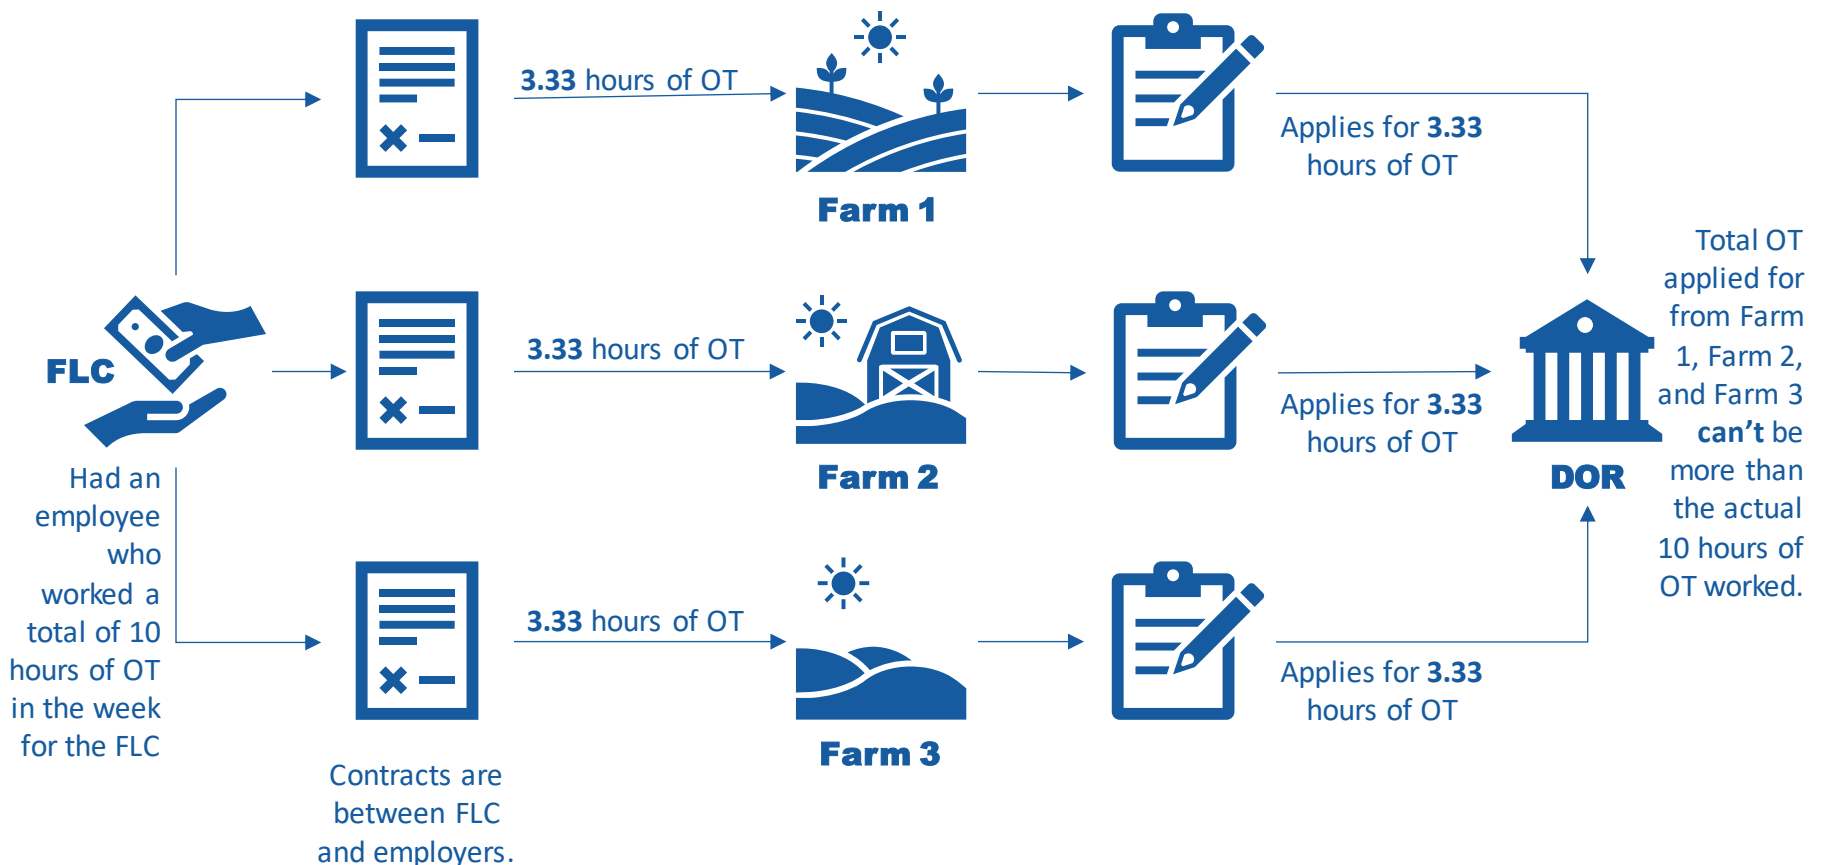 3.33 hours of OT
Farm 1
Applies for 3.33
hours of OT
FLC
Had an
employee
who
worked a
total of 10
hours of OT
in the week
for the FLC
3.33 hours of OT
Farm 2
Applies for 3.33
hours of OT
DOR
Total OT
applied for
from Farm
1, Farm 2,
and Farm 3
can’t be
more than
the actual
10 hours of
OT worked.
3.33 hours of OT
Farm 3
Applies for 3.33
hours of OT
Contracts are
between FLC
and employers.